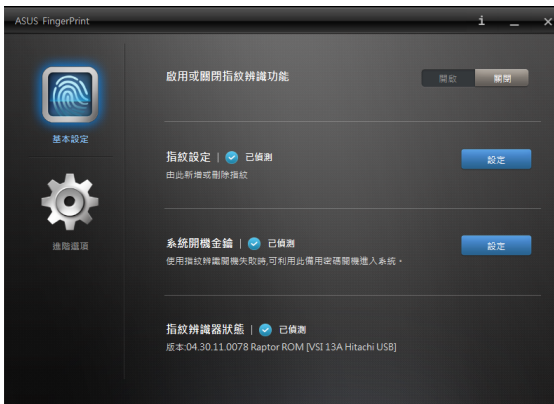 ASUS FingerPrint
基本設定
進階選項
啟用或關閉指紋辨識功能
開啟 關閉
指紋設定 | 已偵測
由此新增或刪除指紋
設定
系統開機金鑰 | 已偵測
使用指紋辨識開機失敗時,可利用此備用密碼開機進入系統。
設定
指紋辨識器狀態 | 已偵測
版本:04.30.11.0078 Raptor ROM [VSI 13A Hitachi USB]